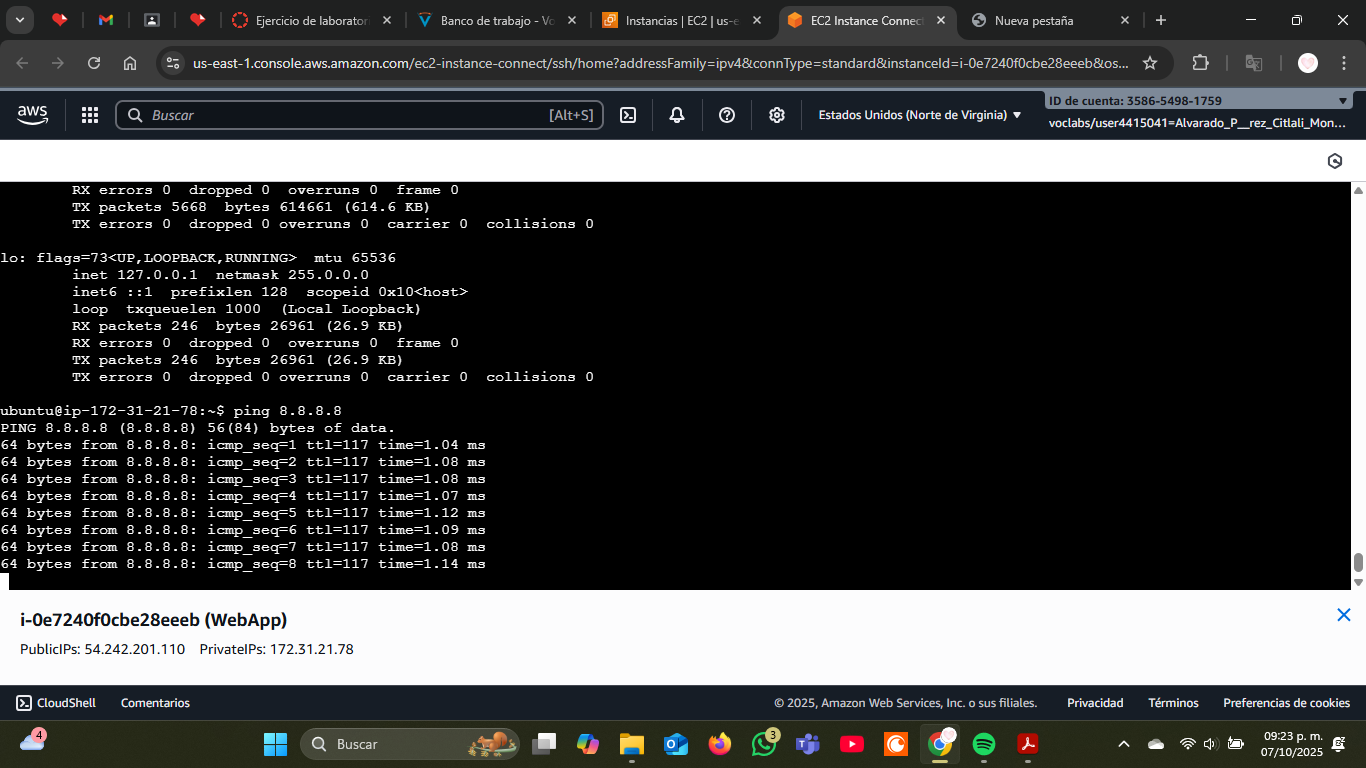 Ejercicio de laboratori
Banco de trabajo - Vo
Instancias | EC2 | us-e
EC2 Instance Connect
Nueva pestaña
us-east-1.console.aws.amazon.com/ec2-instance-connect/ssh/home?addressFamily=ipv4&connType=standard&instanceId=i-0e7240f0cbe28eeeb&os...
aws
Buscar
[Alt+S]
Estados Unidos (Norte de Virginia)
ID de cuenta: 3586-5498-1759
voclabs/user4415041=Alvarado_P__rez_Citlali_Mon...
RX errors 0  dropped 0  overruns 0  frame 0
TX packets 5668  bytes 614661 (614.6 KB)
TX errors 0  dropped 0 overruns 0  carrier 0  collisions 0
lo: flags=73<UP,LOOPBACK,RUNNING>  mtu 65536
inet 127.0.0.1  netmask 255.0.0.0
inet6 ::1  prefixlen 128  scopeid 0x10<host>
loop  txqueuelen 1000  (Local Loopback)
RX packets 246  bytes 26961 (26.9 KB)
RX errors 0  dropped 0  overruns 0  frame 0
TX packets 246  bytes 26961 (26.9 KB)
TX errors 0  dropped 0 overruns 0  carrier 0  collisions 0
ubuntu@ip-172-31-21-78:~$ ping 8.8.8.8
PING 8.8.8.8 (8.8.8.8) 56(84) bytes of data.
64 bytes from 8.8.8.8: icmp_seq=1 ttl=117 time=1.04 ms
64 bytes from 8.8.8.8: icmp_seq=2 ttl=117 time=1.08 ms
64 bytes from 8.8.8.8: icmp_seq=3 ttl=117 time=1.08 ms
64 bytes from 8.8.8.8: icmp_seq=4 ttl=117 time=1.07 ms
64 bytes from 8.8.8.8: icmp_seq=5 ttl=117 time=1.12 ms
64 bytes from 8.8.8.8: icmp_seq=6 ttl=117 time=1.09 ms
64 bytes from 8.8.8.8: icmp_seq=7 ttl=117 time=1.08 ms
64 bytes from 8.8.8.8: icmp_seq=8 ttl=117 time=1.14 ms
i-0e7240f0cbe28eeeb (WebApp)
PublicIPs: 54.242.201.110    PrivateIPs: 172.31.21.78
CloudShell
Comentarios
© 2025, Amazon Web Services, Inc. o sus filiales.
Privacidad
Términos
Preferencias de cookies
4
Buscar
3
09:23 p. m.
07/10/2025